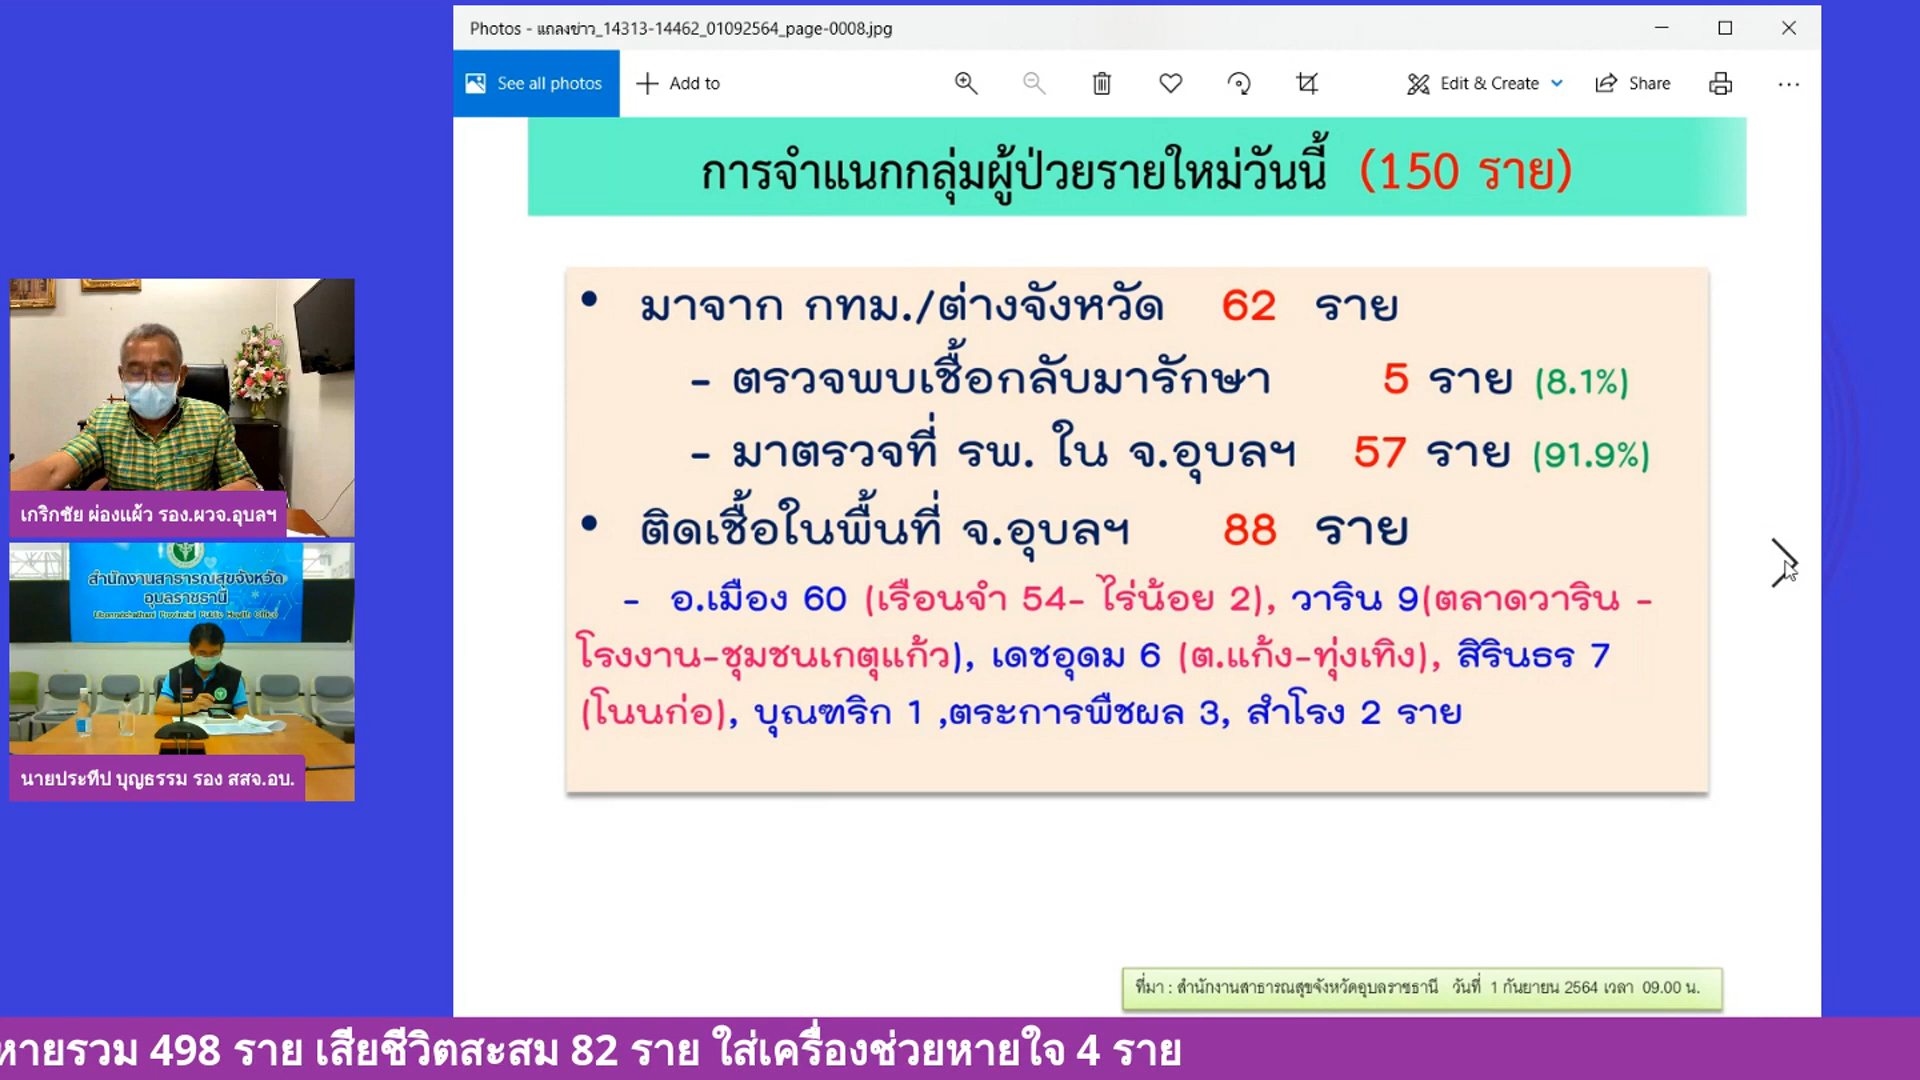 Photos - แถลงข่าว_14313-14462_01092564_page-0008.jpg
See all photos
Add to
Edit & Create
Share
การจำแนกกลุ่มผู้ป่วยรายใหม่วันนี้ (150 ราย)
• มาจาก กทม./ต่างจังหวัด 62 ราย
- ตรวจพบเชื้อกลับมารักษา 5 ราย (8.1%)
- มาตรวจที่ รพ. ใน จ.อุบลฯ 57 ราย (91.9%)
• ติดเชื้อในพื้นที่ จ.อุบลฯ 88 ราย
- อ.เมือง 60 (เรือนจำ 54- ไร่น้อย 2), วาริน 9(ตลาดวาริน -
โรงงาน-ชุมชนเกตุแก้ว), เดชอุดม 6 (ต.แก้ง-ทุ่งเทิง), สิรินธร 7
(โนนก่อ), บุณฑริก 1 ,ตระการพืชผล 3, สำโรง 2 ราย
ที่มา : สำนักงานสาธารณสุขจังหวัดอุบลราชธานี วันที่ 1 กันยายน 2564 เวลา 09.00 น.
เกริกชัย ผ่องแผ้ว รอง.ผวจ.อุบลฯ
สำนักงานสาธารณสุขจังหวัด
อุบลราชธานี
Ubonratchathani Provincial Public Health Office
นายประทีป บุญธรรม รอง สสจ.อบ.
หายรวม 498 ราย เสียชีวิตสะสม 82 ราย ใส่เครื่องช่วยหายใจ 4 ราย